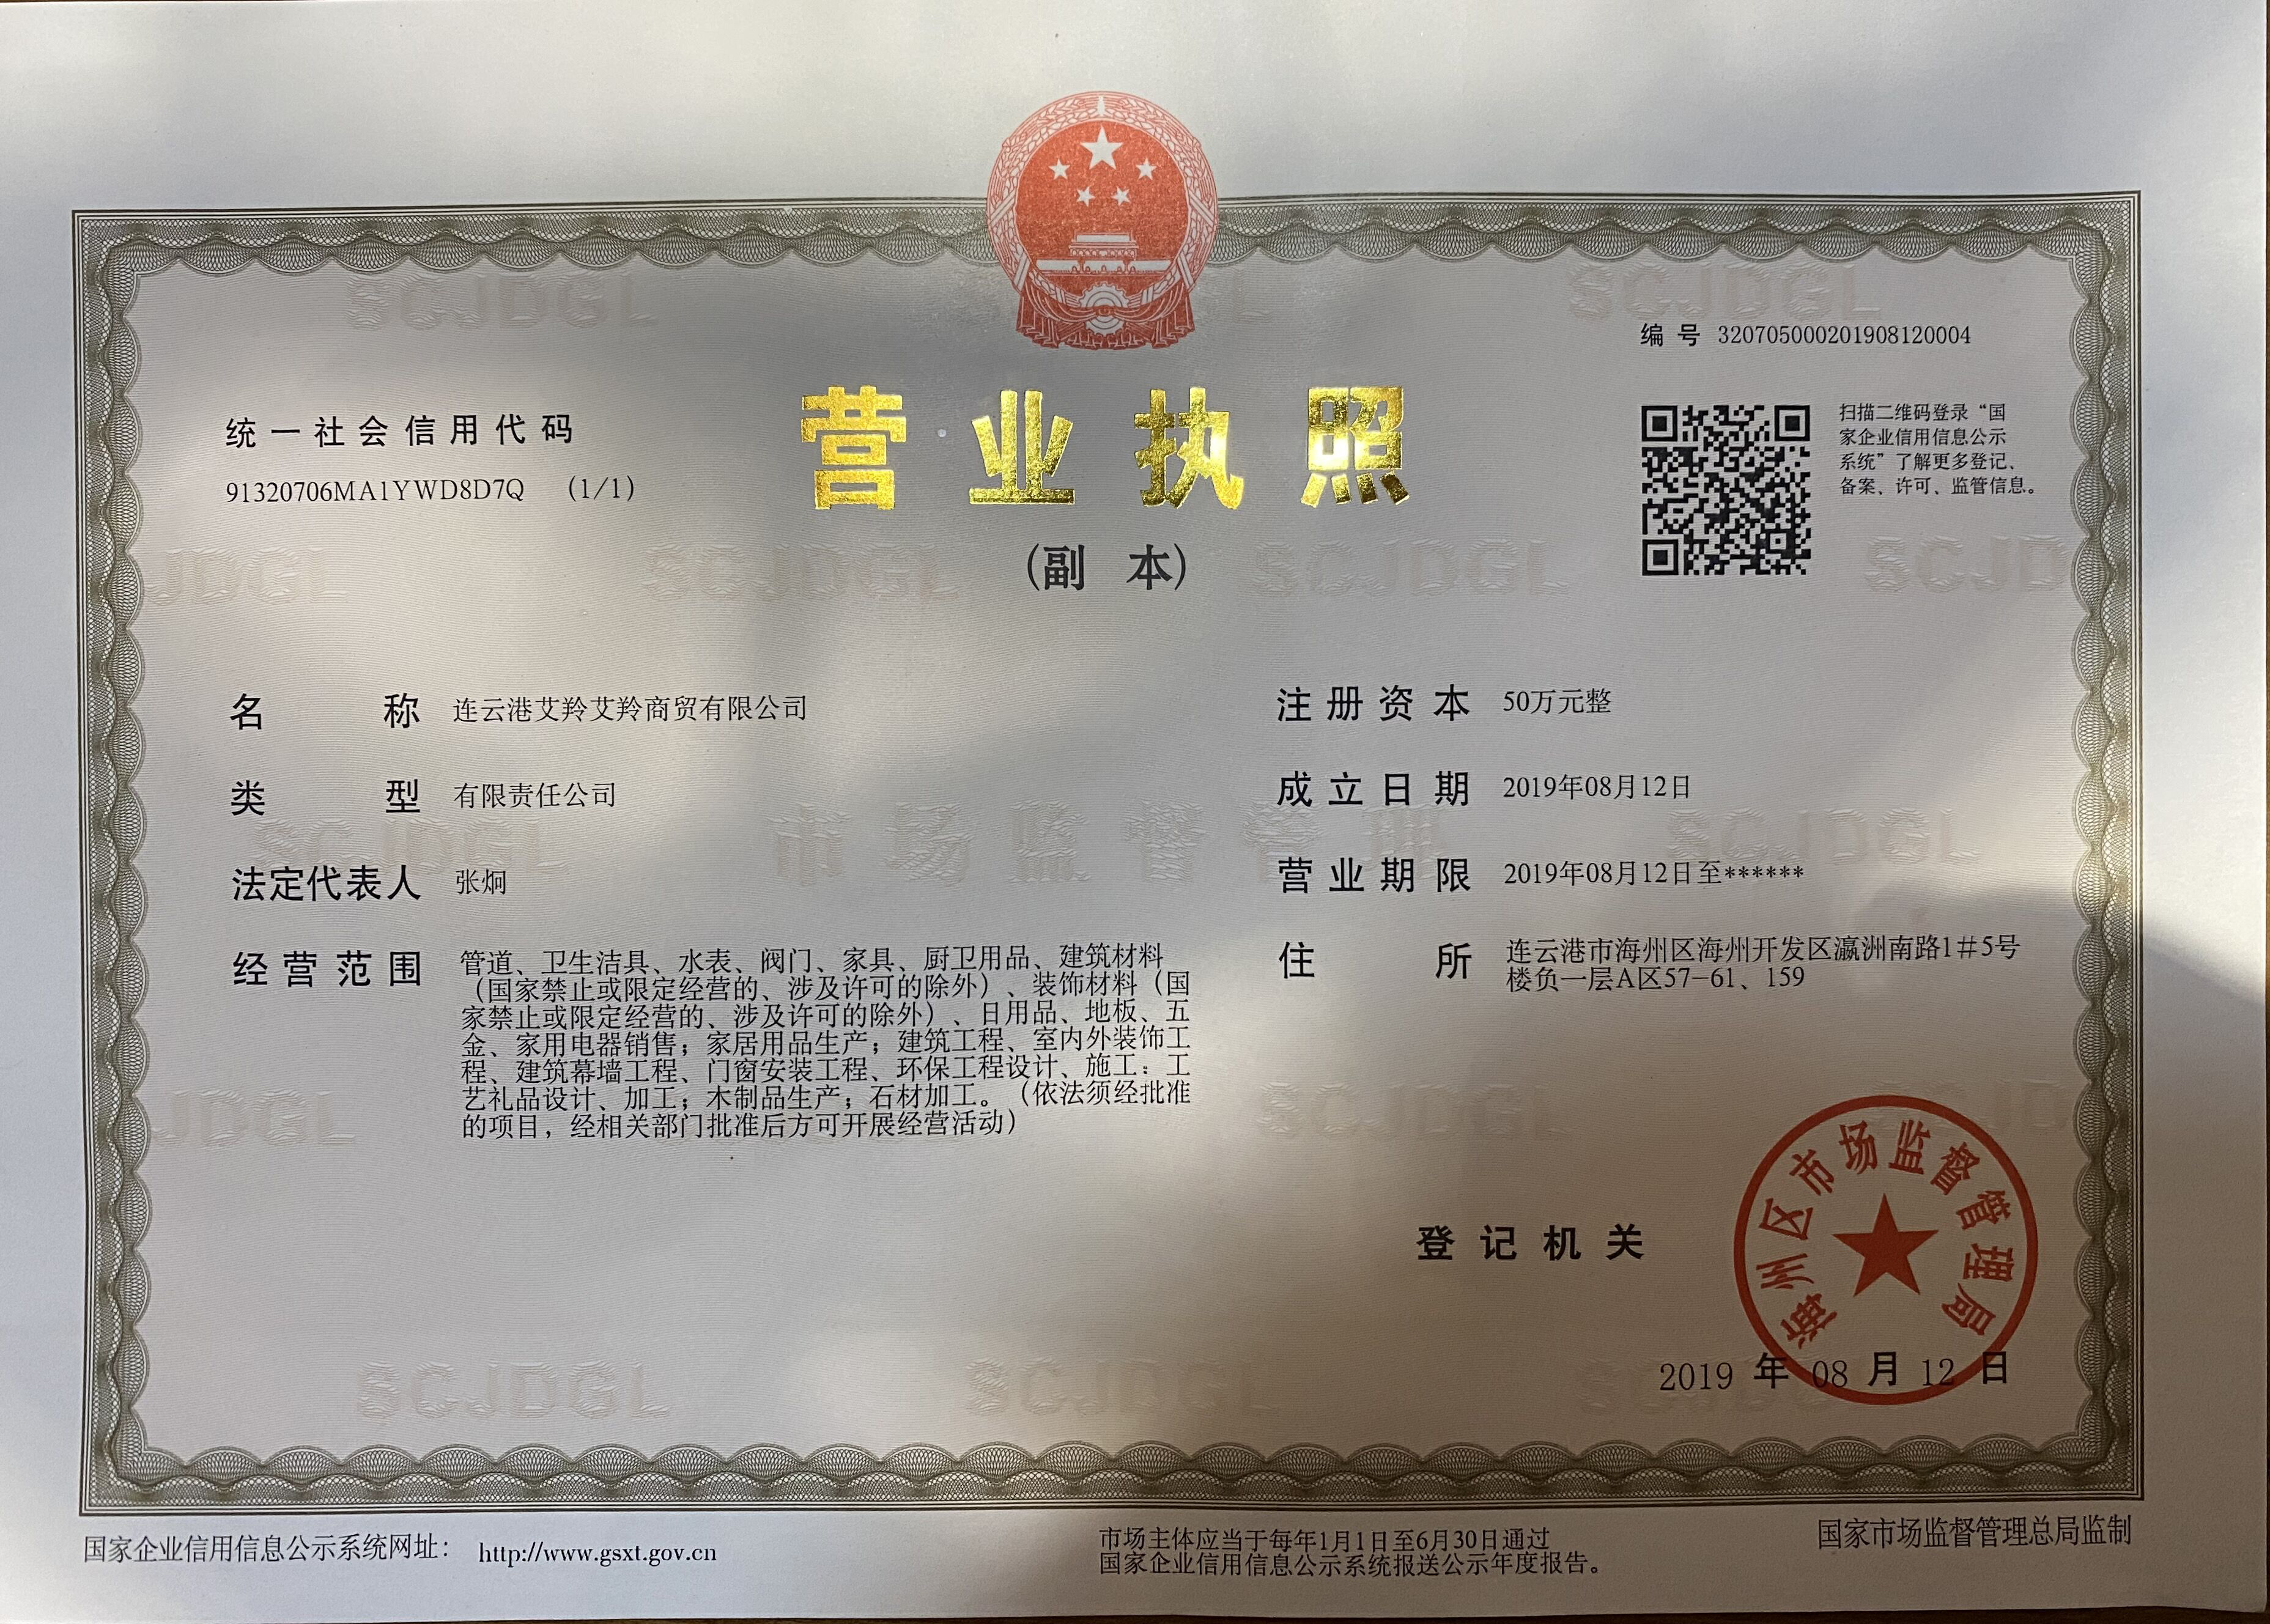 编 号 320705000201908120004
统一社会信用代码
91320706MA1YWD8D7Q (1/1)
营业执照
(副 本)
扫描二维码登录“国
家企业信用信息公示
系统”了解更多登记、
备案、许可、监管信息。
名 称 连云港艾羚艾羚商贸有限公司
类 型 有限责任公司
法定代表人 张炯
经营范围 管道、卫生洁具、水表、阀门、家具、厨卫用品、建筑材料
（国家禁止或限定经营的、涉及许可的除外）、装饰材料（国
家禁止或限定经营的、涉及许可的除外）、日用品、地板、五
金、家用电器销售；家居用品生产；建筑工程、室内外装饰工
程、建筑幕墙工程、门窗安装工程、环保工程设计、施工；工
艺礼品设计、加工；木制品生产；石材加工。（依法须经批准
的项目，经相关部门批准后方可开展经营活动）
注册资本 50万元整
成立日期 2019年08月12日
营业期限 2019年08月12日至******
住 所 连云港市海州区海州开发区瀛洲南路1＃5号
楼负一层A区57-61、159
登记机关
海州区市场监督管理局
2019 年 08 月 12 日
SCJDGL
市场监督管理
国家企业信用信息公示系统网址： http://www.gsxt.gov.cn
市场主体应当于每年1月1日至6月30日通过
国家企业信用信息公示系统报送公示年度报告。
国家市场监督管理总局监制